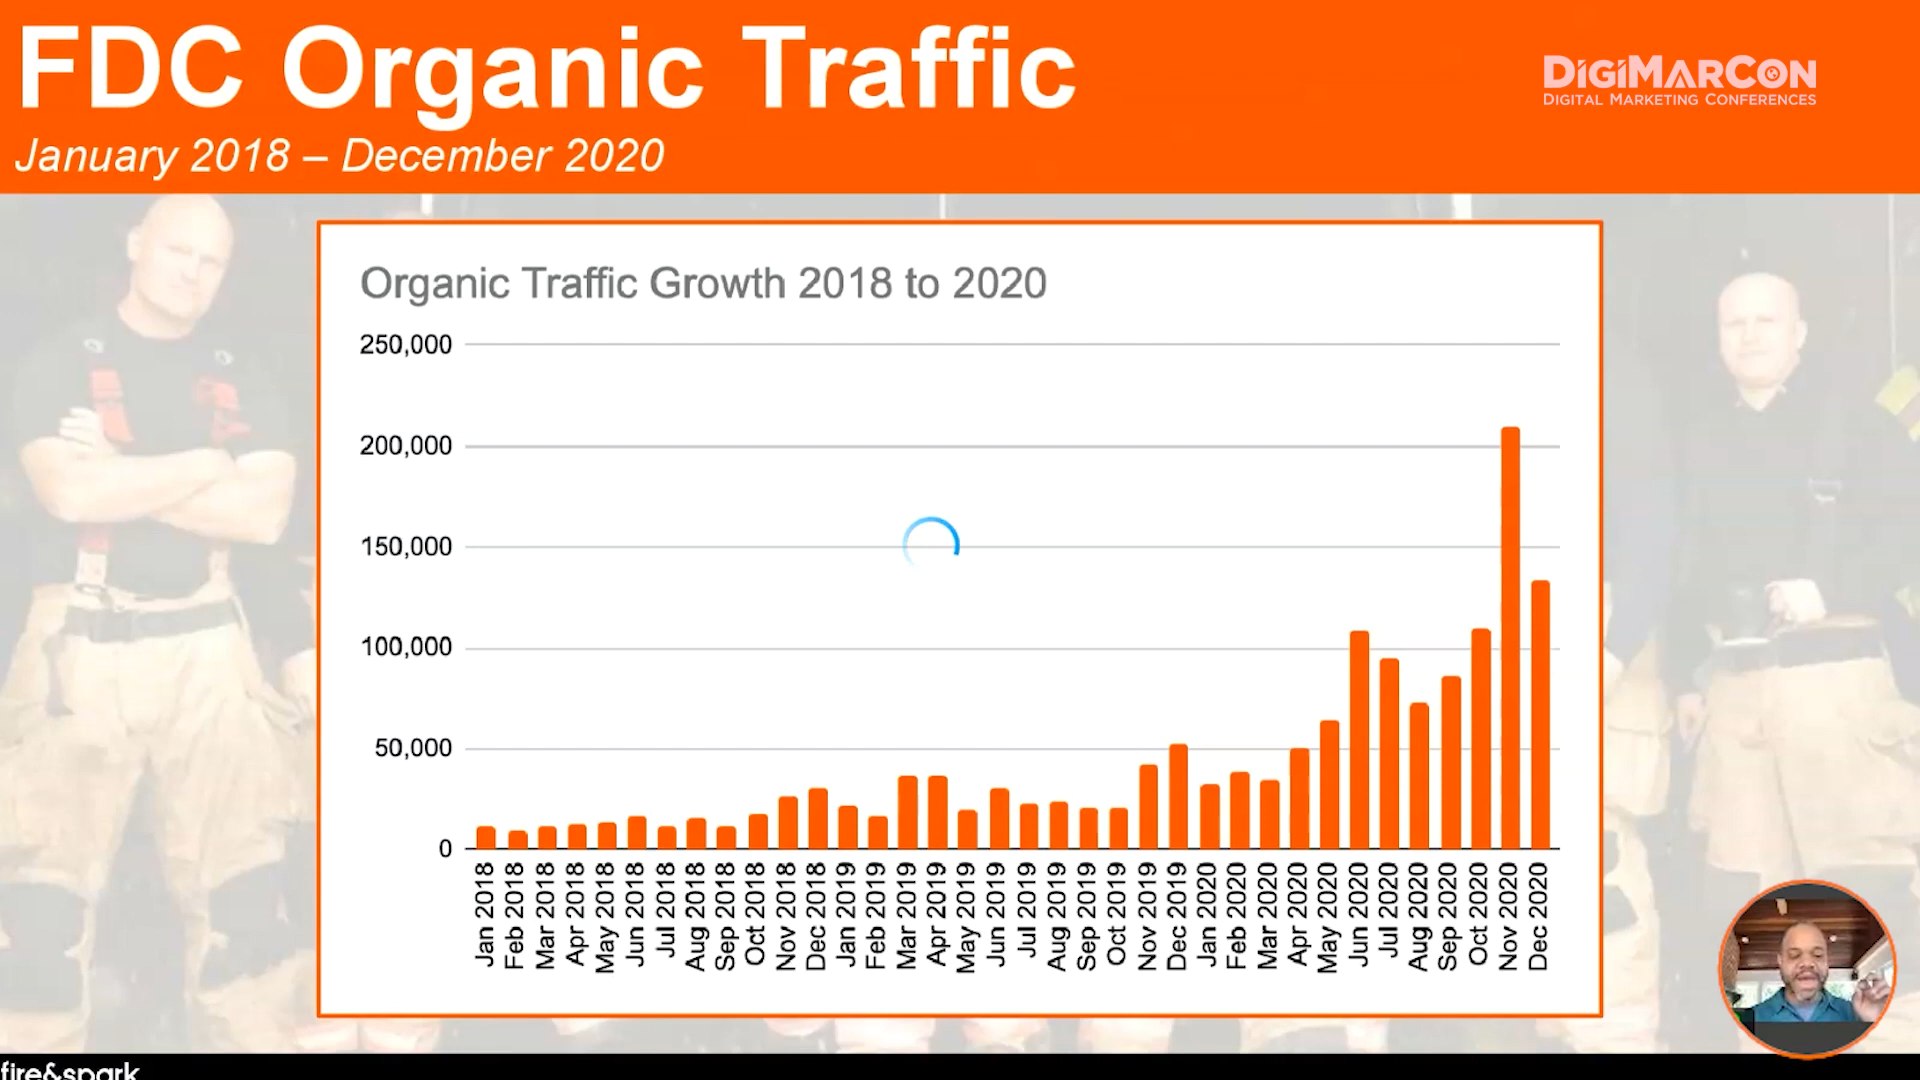 FDC Organic Traffic
January 2018 – December 2020
DIGIMARCON
DIGITAL MARKETING CONFERENCES
Organic Traffic Growth 2018 to 2020
250,000
200,000
150,000
100,000
50,000
0
Jan 2018
Feb 2018
Mar 2018
Apr 2018
May 2018
Jun 2018
Jul 2018
Aug 2018
Sep 2018
Oct 2018
Nov 2018
Dec 2018
Jan 2019
Feb 2019
Mar 2019
Apr 2019
May 2019
Jun 2019
Jul 2019
Aug 2019
Sep 2019
Oct 2019
Nov 2019
Dec 2019
Jan 2020
Feb 2020
Mar 2020
Apr 2020
May 2020
Jun 2020
Jul 2020
Aug 2020
Sep 2020
Oct 2020
Nov 2020
Dec 2020
fire&spark